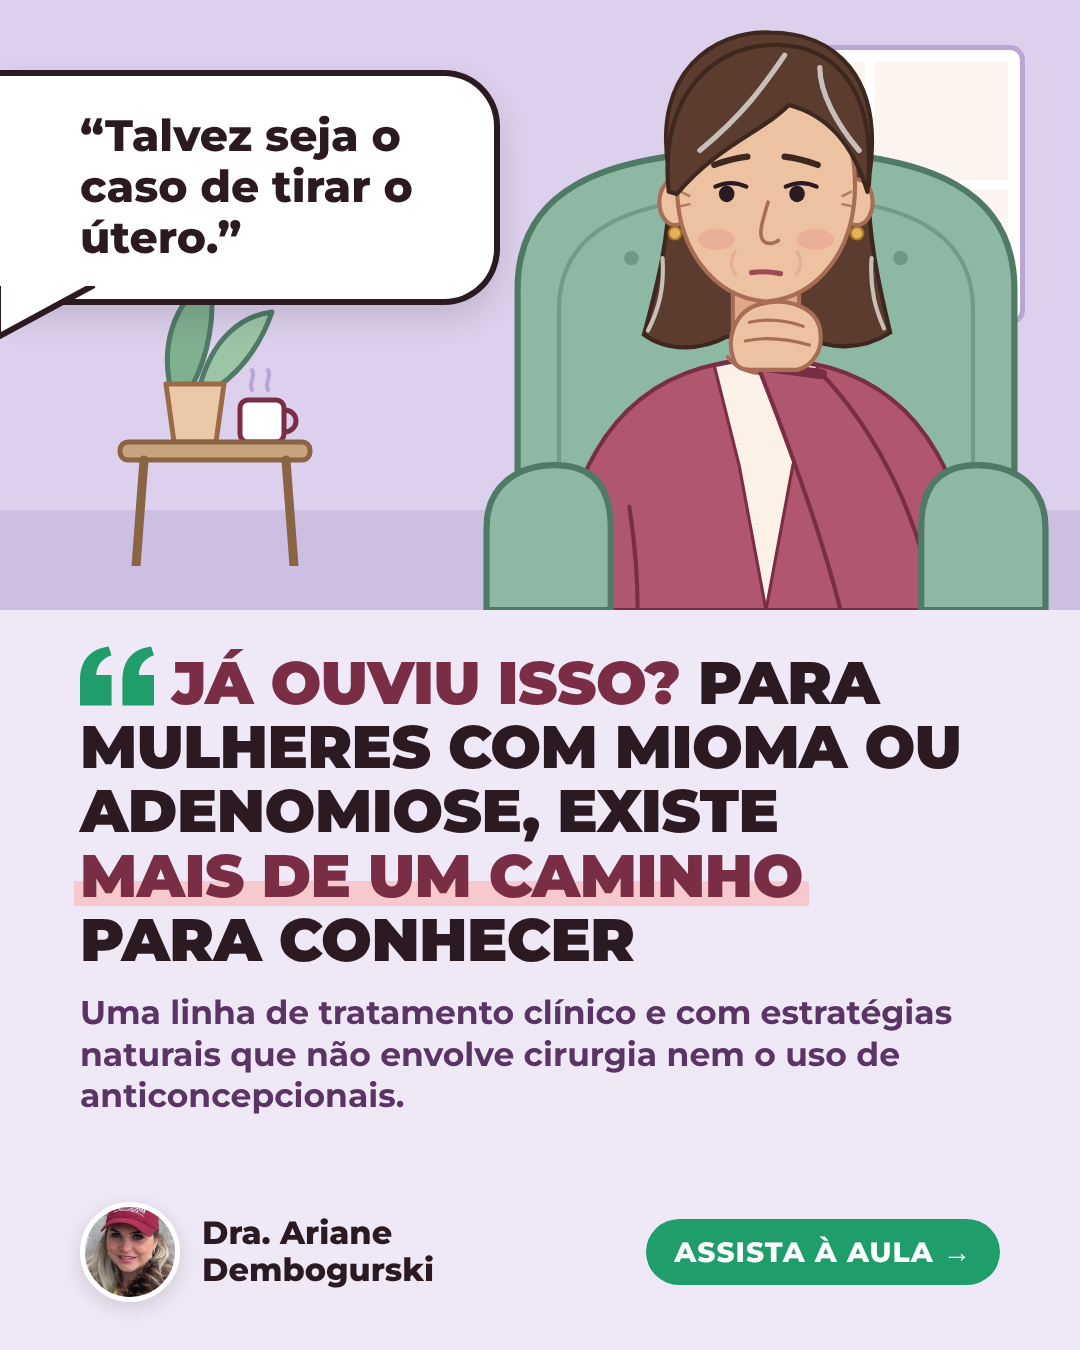 “Talvez seja o
caso de tirar o
útero.”
“ JÁ OUVIU ISSO? PARA
MULHERES COM MIOMA OU
ADENOMIOSE, EXISTE
MAIS DE UM CAMINHO
PARA CONHECER
Uma linha de tratamento clínico e com estratégias
naturais que não envolve cirurgia nem o uso de
anticoncepcionais.
Dra. Ariane
Dembogurski
ASSISTA À AULA →